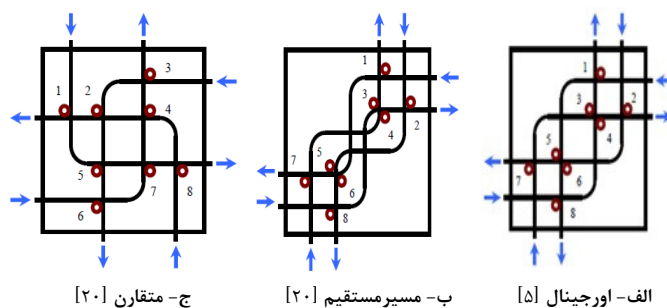 1 2 3 4 5 6 7 8
1 2 3 4 5 6 7 8
1 2 3 4 5 6 7 8
الف- اورجینال [۵]
ب- مسیرمستقیم [۲۰]
ج- متقارن [۲۰]